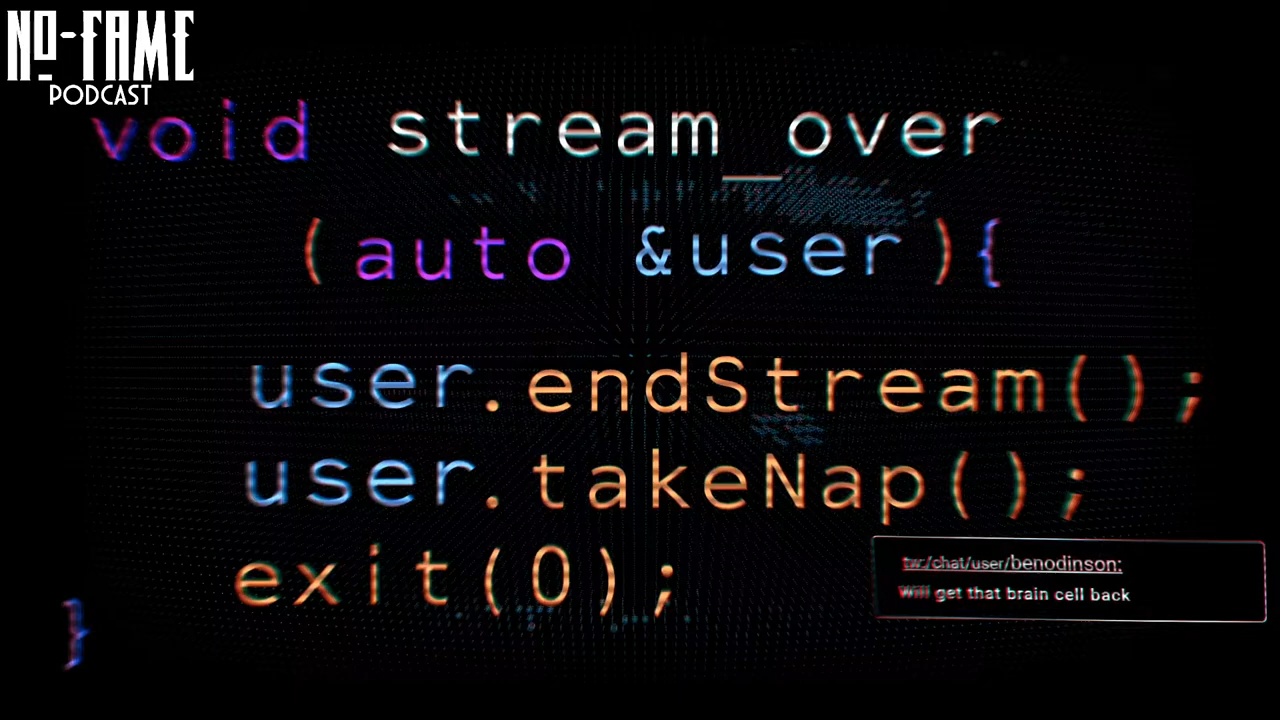 No-FAME
PODCAST
void stream_over
(auto &user){
user.endStream();
user.takeNap();
exit(0);
}
tw:/chat/user/benodinson:
Will get that brain cell back